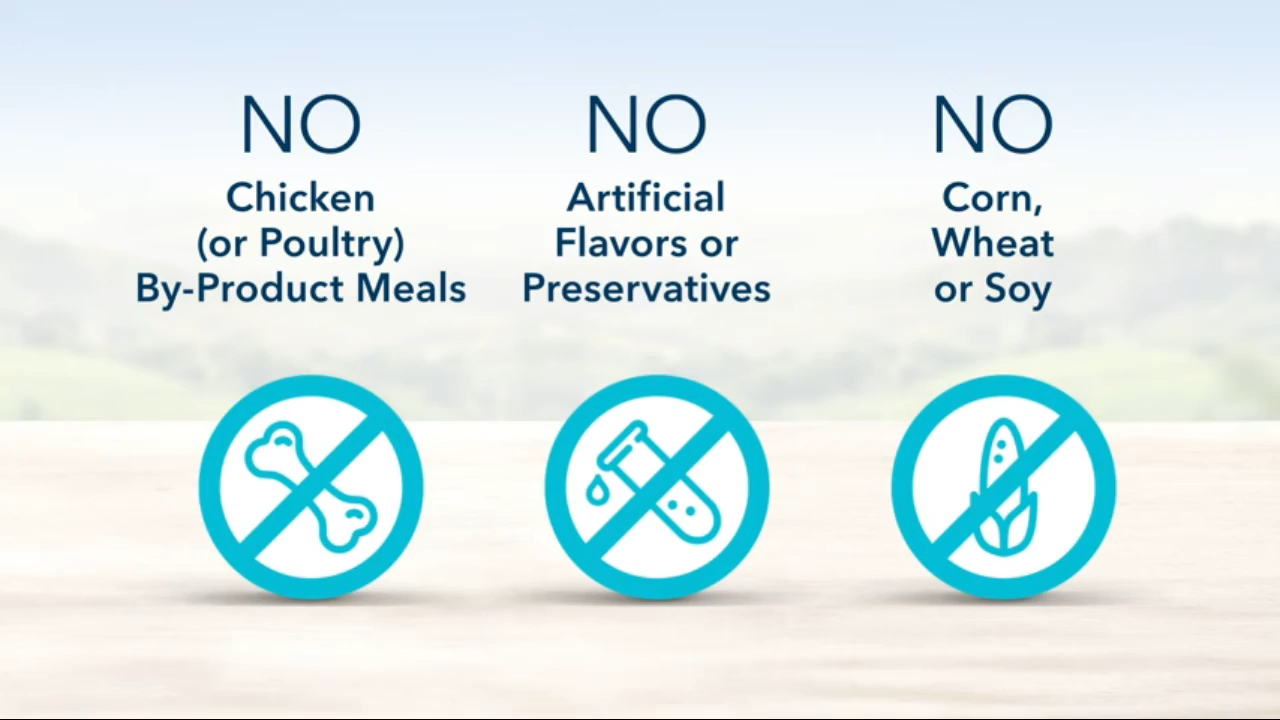 NO
Chicken
(or Poultry)
By-Product Meals
NO
Artificial
Flavors or
Preservatives
NO
Corn,
Wheat
or Soy